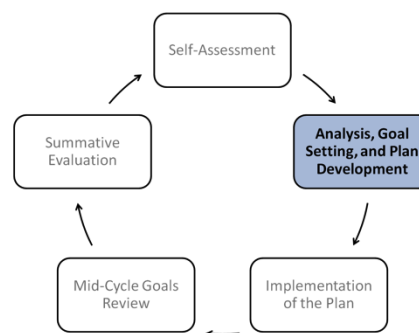 Self-Assessment
Analysis, Goal
Setting, and Plan
Development
Implementation
of the Plan
Mid-Cycle Goals
Review
Summative
Evaluation